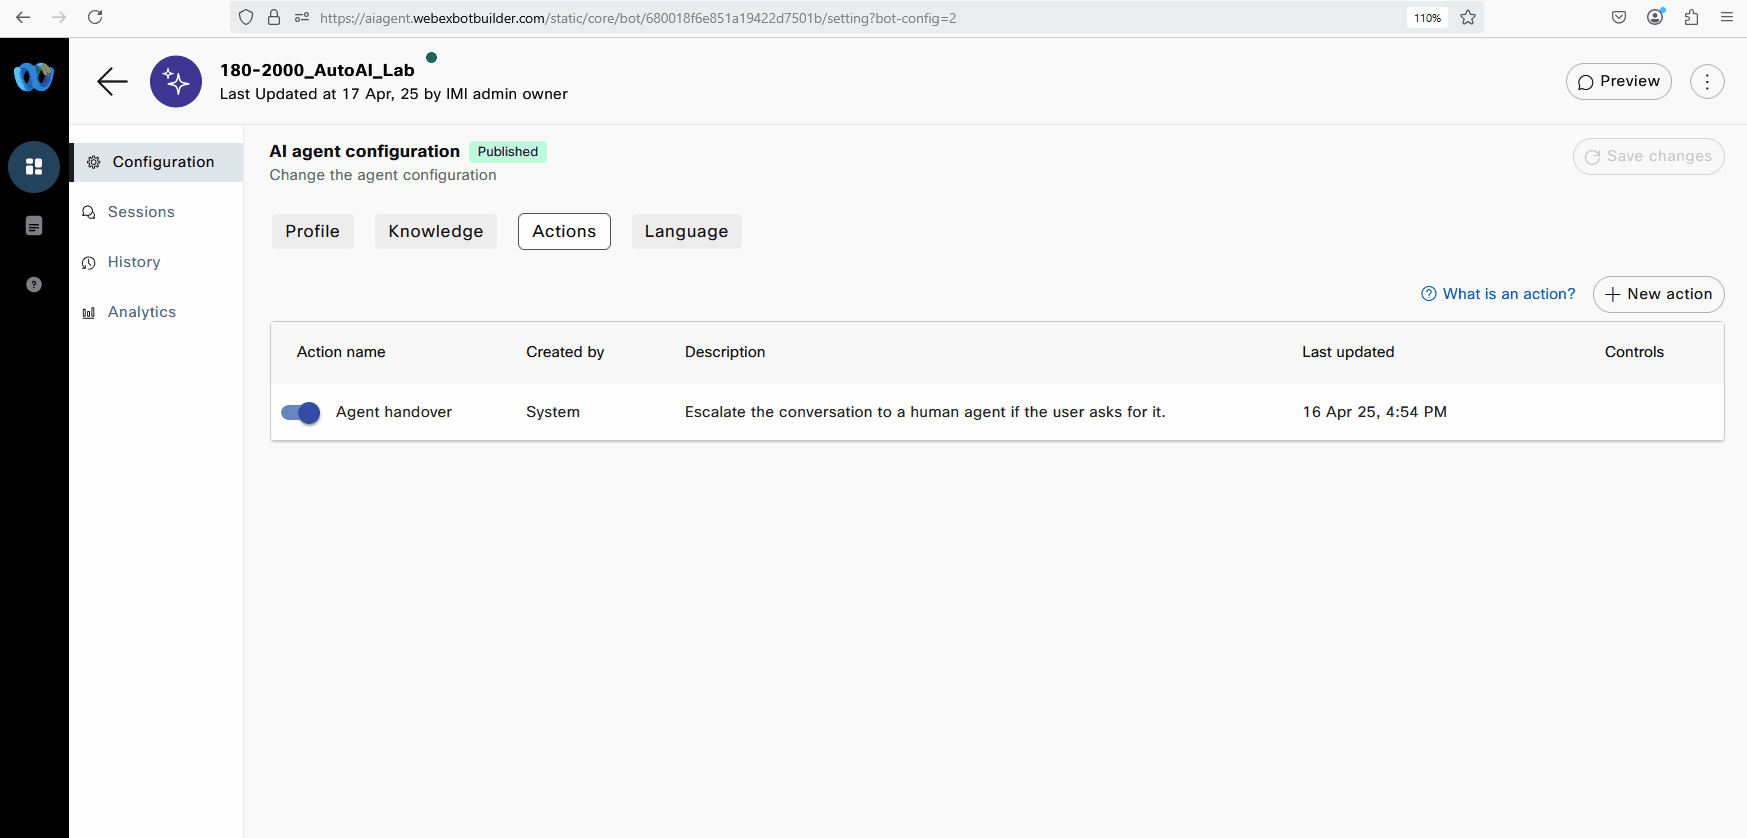 https://aiagent.webexbotbuilder.com/static/core/bot/680018f6e851a19422d7501b/setting?bot-config=2
110%
180-2000_AutoAI_Lab
Last Updated at 17 Apr, 25 by IMI admin owner
Preview
Configuration
Sessions
History
Analytics
AI agent configuration Published
Change the agent configuration
Save changes
Profile Knowledge Actions Language
What is an action? New action
Action name Created by Description Last updated Controls
Agent handover System Escalate the conversation to a human agent if the user asks for it. 16 Apr 25, 4:54 PM